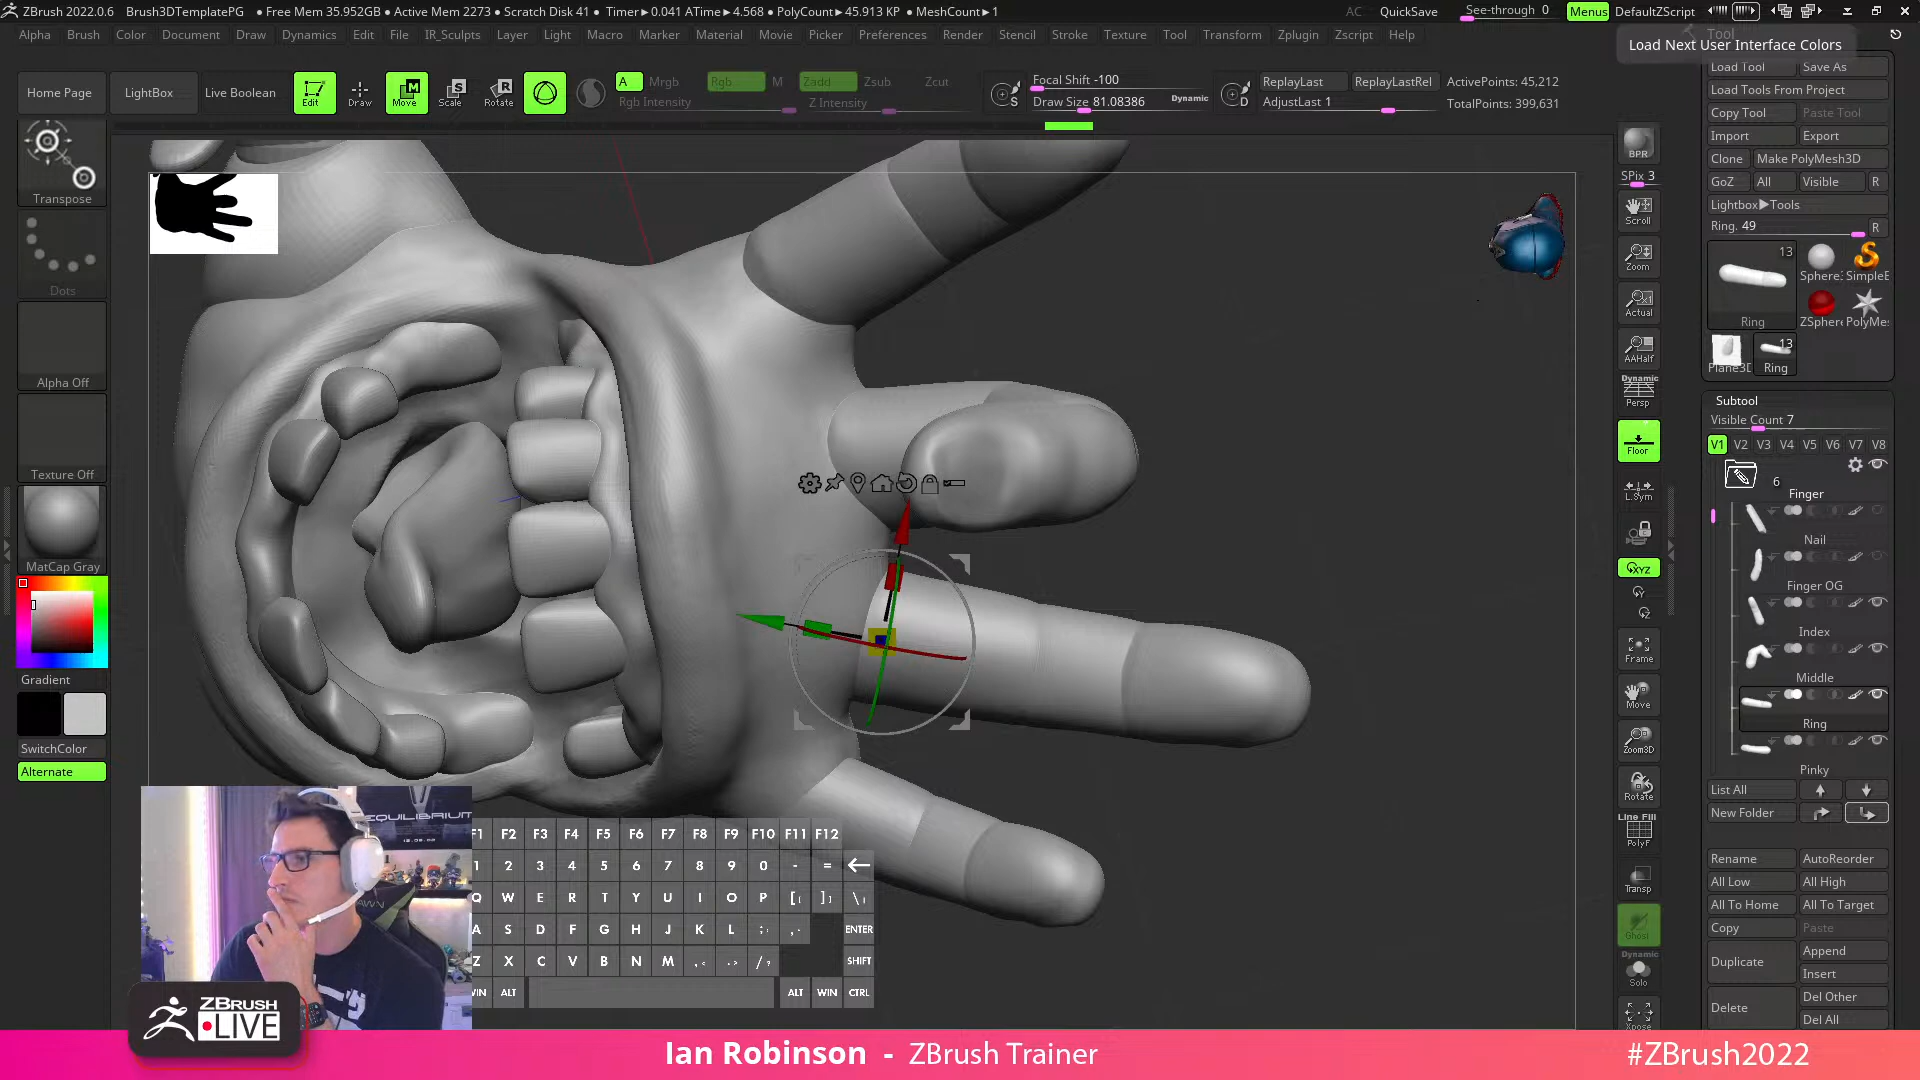 ZBrush 2022.0.6 Brush3DTemplatePG • Free Mem 35.952GB • Active Mem 2273 • Scratch Disk 41 • Timer▶0.041 ATime▶4.568 • PolyCount▶45.913 KP • MeshCount▶1 AC QuickSave See-through 0 Menus DefaultZScript
Alpha Brush Color Document Draw Dynamics Edit File IR_Sculpts Layer Light Macro Marker Material Movie Picker Preferences Render Stencil Stroke Texture Tool Transform Zplugin Zscript Help
Tool
Load Next User Interface Colors
Load Tool Save As
Load Tools From Project
Copy Tool Paste Tool
Import Export
Clone Make PolyMesh3D
GoZ All Visible R
Lightbox▶Tools
Ring. 49 R
13
Ring
Sphere SimpleB
ZSphere PolyMes
Plane3D
13
Ring
Home Page LightBox Live Boolean
Edit Draw Move Scale Rotate
A Mrgb Rgb M Zadd Zsub Zcut
Rgb Intensity Z Intensity
S Focal Shift -100
Draw Size 81.08386 Dynamic
D ReplayLast ReplayLastRel
AdjustLast 1
ActivePoints: 45,212
TotalPoints: 399,631
Transpose
Dots
Alpha Off
Texture Off
MatCap Gray
Gradient
SwitchColor
Alternate
BPR
SPix 3
Scroll
Zoom
Actual
AAHalf
Dynamic
Persp
Floor
L.Sym
XYZ
Y
Z
Frame
Move
Zoom3D
Rotate
Line Fill
PolyF
Transp
Ghost
Dynamic
Solo
Xpose
Subtool
Visible Count 7
V1 V2 V3 V4 V5 V6 V7 V8
6
Finger
Nail
Finger OG
Index
Middle
Ring
Pinky
List All
New Folder
Rename AutoReorder
All Low All High
All To Home All To Target
Copy Paste
Duplicate Append
Insert
Delete Del Other
Del All
F1 F2 F3 F4 F5 F6 F7 F8 F9 F10 F11 F12
1 2 3 4 5 6 7 8 9 0 - =
Q W E R T Y U I O P [ ] \
A S D F G H J K L ; , ENTER
Z X C V B N M , . / ? SHIFT
WIN ALT ALT WIN CTRL
EQUILIBRIUM
ZBRUSH
LIVE
Ian Robinson - ZBrush Trainer
#ZBrush2022